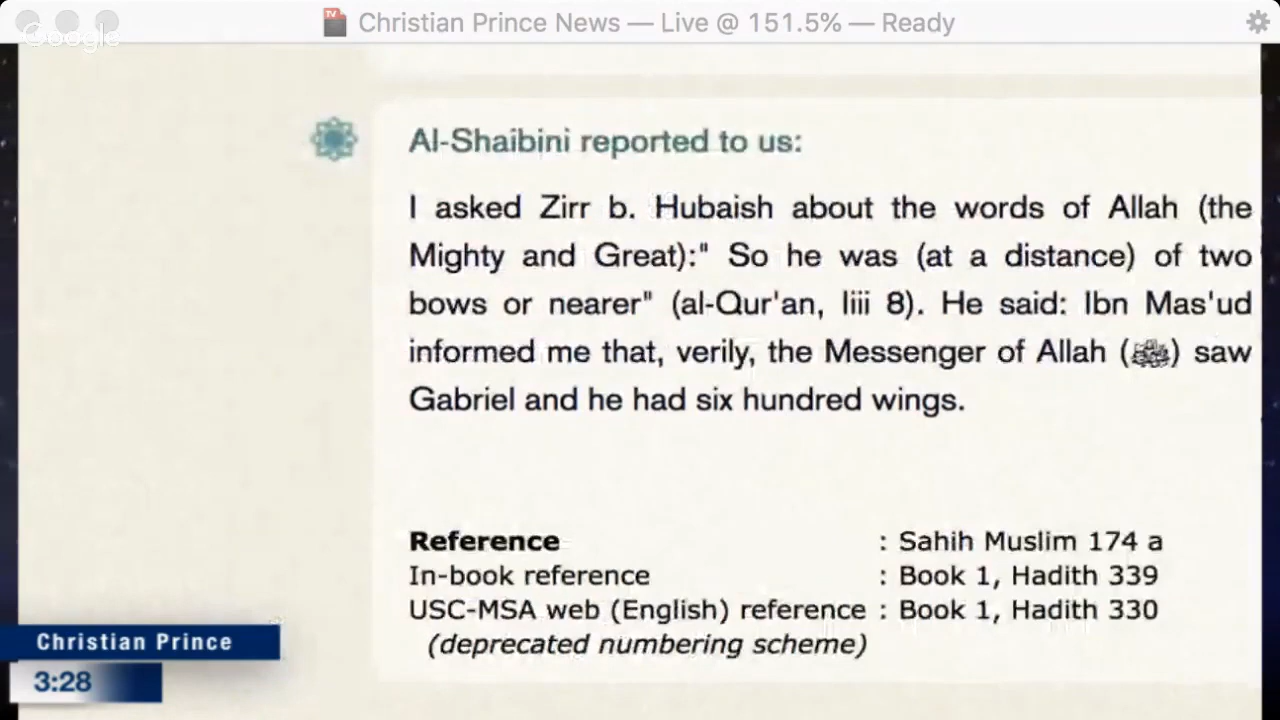 Christian Prince News — Live @ 151.5% — Ready
Google
Al-Shaibini reported to us:
I asked Zirr b. Hubaish about the words of Allah (the
Mighty and Great):" So he was (at a distance) of two
bows or nearer" (al-Qur'an, liii 8). He said: Ibn Mas'ud
informed me that, verily, the Messenger of Allah (ﷺ) saw
Gabriel and he had six hundred wings.
Reference : Sahih Muslim 174 a
In-book reference : Book 1, Hadith 339
USC-MSA web (English) reference : Book 1, Hadith 330
(deprecated numbering scheme)
Christian Prince
3:28